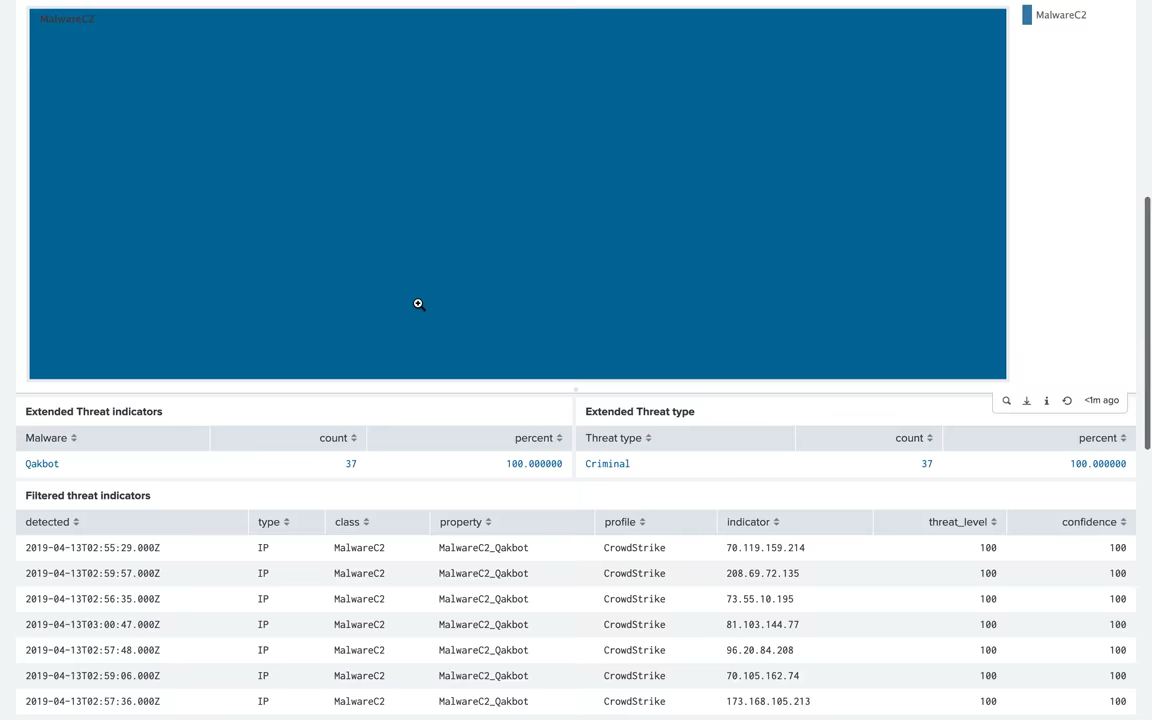 MalwareC2 MalwareC2
<1m ago
Extended Threat indicators Extended Threat type
Malware count percent Threat type count percent
Qakbot 37 100.000000 Criminal 37 100.000000
Filtered threat indicators
detected type class property profile indicator threat_level confidence
2019-04-13T02:55:29.000Z IP MalwareC2 MalwareC2_Qakbot CrowdStrike 70.119.159.214 100 100
2019-04-13T02:59:57.000Z IP MalwareC2 MalwareC2_Qakbot CrowdStrike 208.69.72.135 100 100
2019-04-13T02:56:35.000Z IP MalwareC2 MalwareC2_Qakbot CrowdStrike 73.55.10.195 100 100
2019-04-13T03:00:47.000Z IP MalwareC2 MalwareC2_Qakbot CrowdStrike 81.103.144.77 100 100
2019-04-13T02:57:48.000Z IP MalwareC2 MalwareC2_Qakbot CrowdStrike 96.20.84.208 100 100
2019-04-13T02:59:06.000Z IP MalwareC2 MalwareC2_Qakbot CrowdStrike 70.105.162.74 100 100
2019-04-13T02:57:36.000Z IP MalwareC2 MalwareC2_Qakbot CrowdStrike 173.168.105.213 100 100